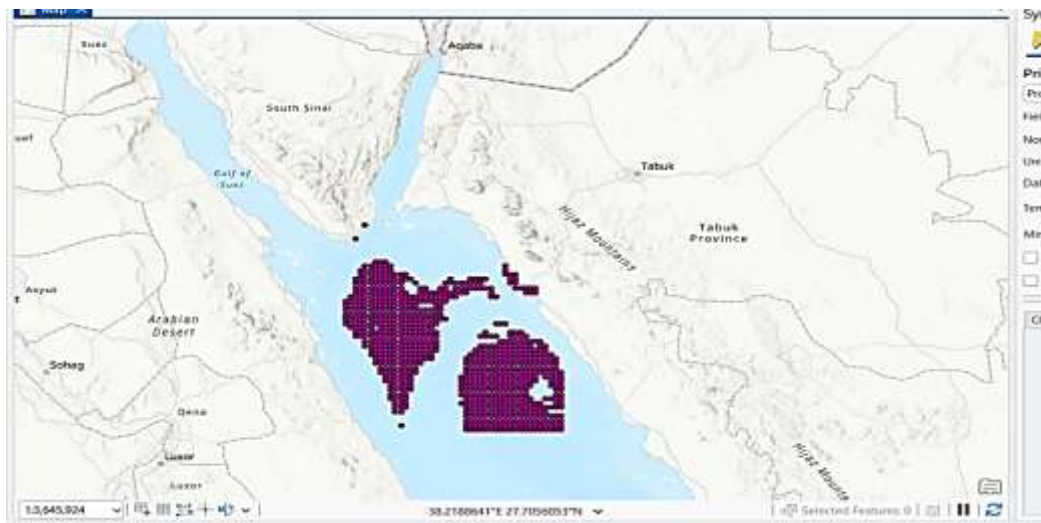 Map
Suez
Aqaba
South Sinai
Gulf of
Suez
Tabuk
Hijaz Mountains
Tabuk
Province
Asyut
Arabian
Desert
Sohag
Qena
Luxor
Luxor
1:3,645,924
38.2188641°E 27.7056053°N
Selected Features: 0